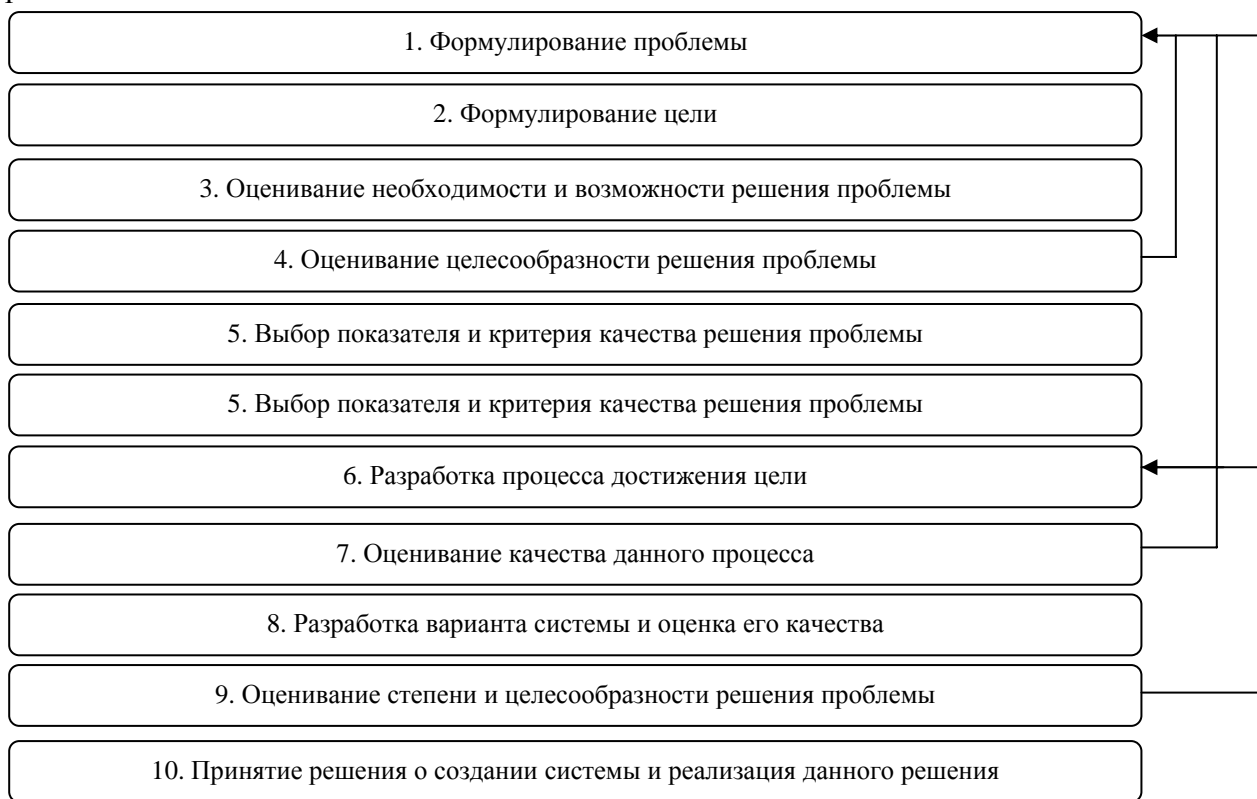 1. Формулирование проблемы
2. Формулирование цели
3. Оценивание необходимости и возможности решения проблемы
4. Оценивание целесообразности решения проблемы
5. Выбор показателя и критерия качества решения проблемы
5. Выбор показателя и критерия качества решения проблемы
6. Разработка процесса достижения цели
7. Оценивание качества данного процесса
8. Разработка варианта системы и оценка его качества
9. Оценивание степени и целесообразности решения проблемы
10. Принятие решения о создании системы и реализация данного решения